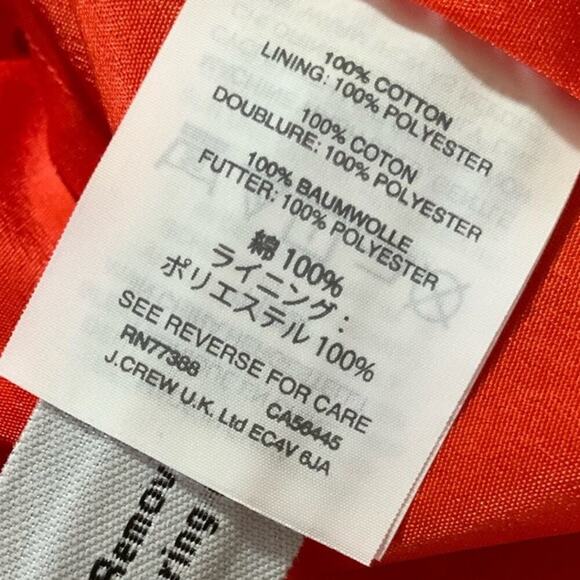 100% COTTON
LINING: 100% POLYESTER
100% COTON
DOUBLURE: 100% POLYESTER
100% BAUMWOLLE
FUTTER: 100% POLYESTER
綿 100%
ライニング :
ポリエステル 100%
SEE REVERSE FOR CARE
RN77388 CA56445
J.CREW U.K. Ltd EC4V 6JA
Remov
ring